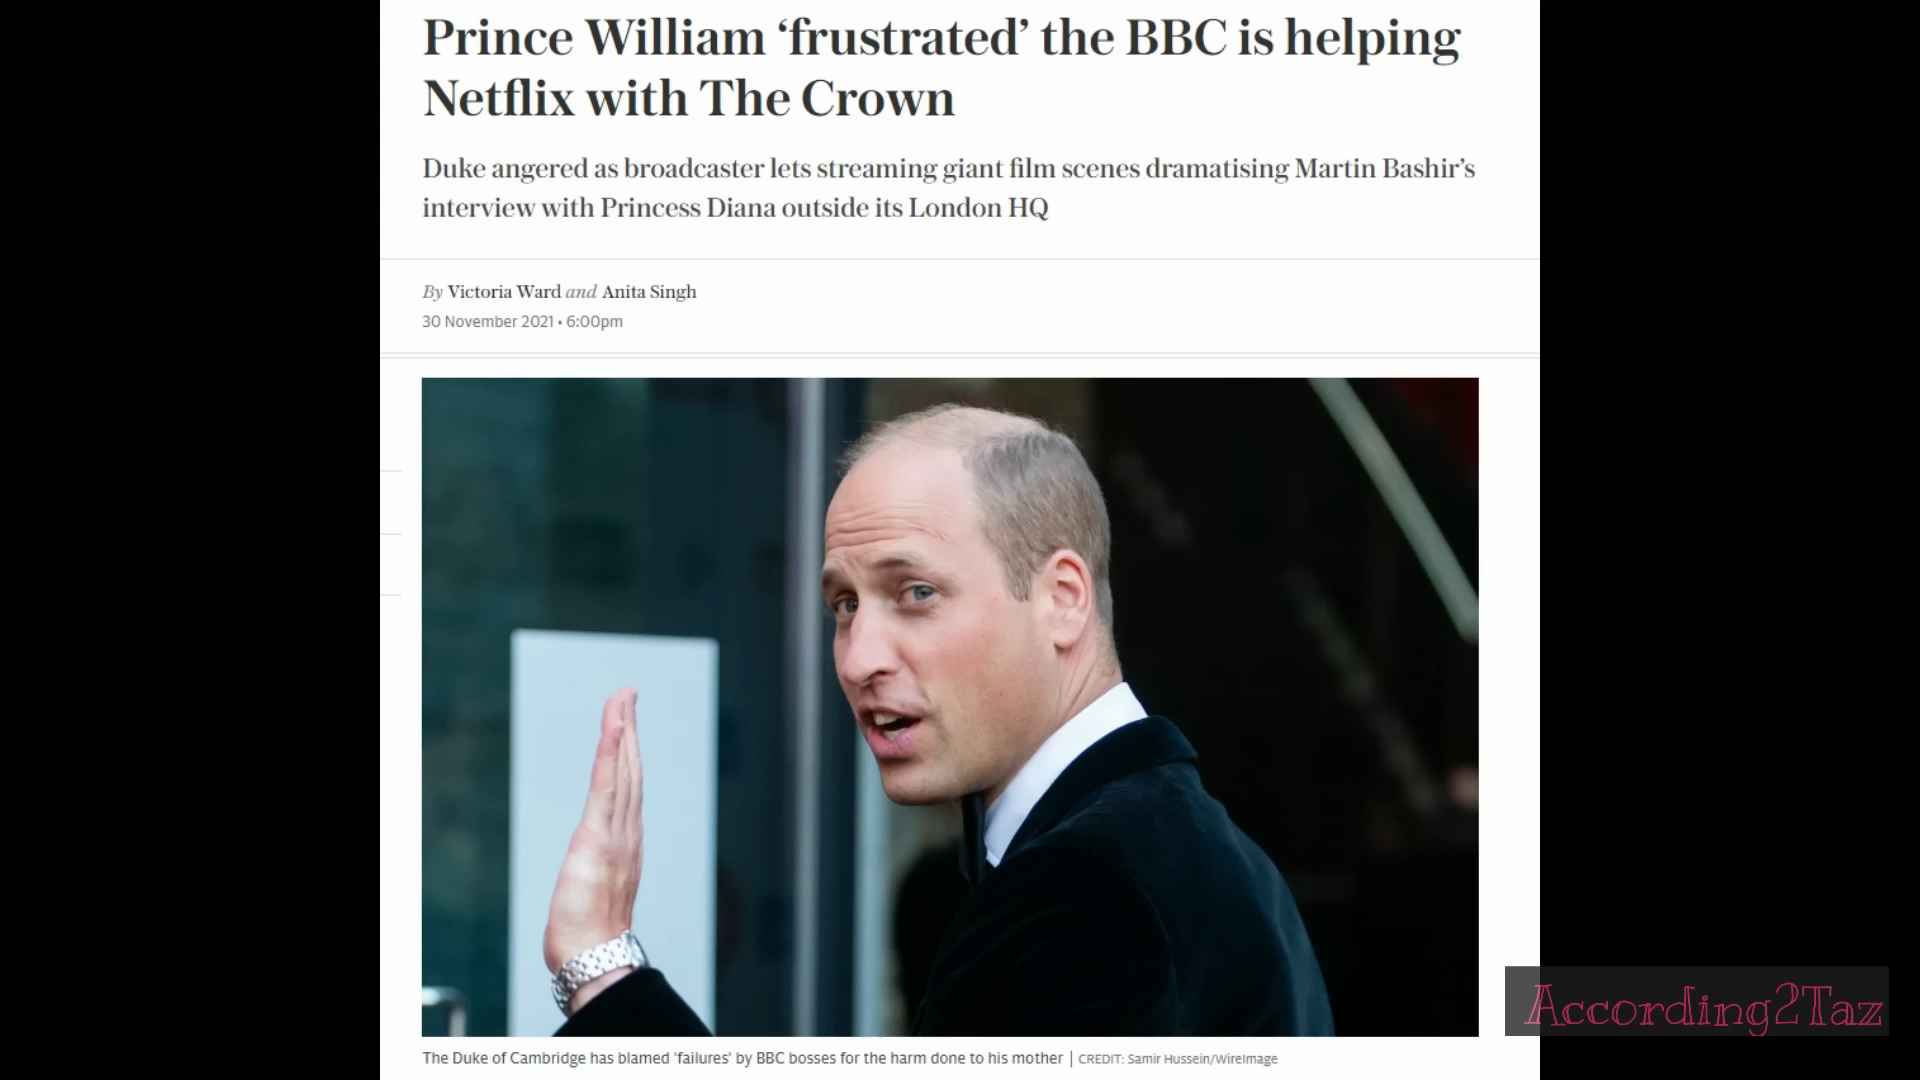 Prince William ‘frustrated’ the BBC is helping
Netflix with The Crown
Duke angered as broadcaster lets streaming giant film scenes dramatising Martin Bashir’s
interview with Princess Diana outside its London HQ
By Victoria Ward and Anita Singh
30 November 2021 • 6:00pm
The Duke of Cambridge has blamed 'failures' by BBC bosses for the harm done to his mother | CREDIT: Samir Hussein/WireImage
According2Taz